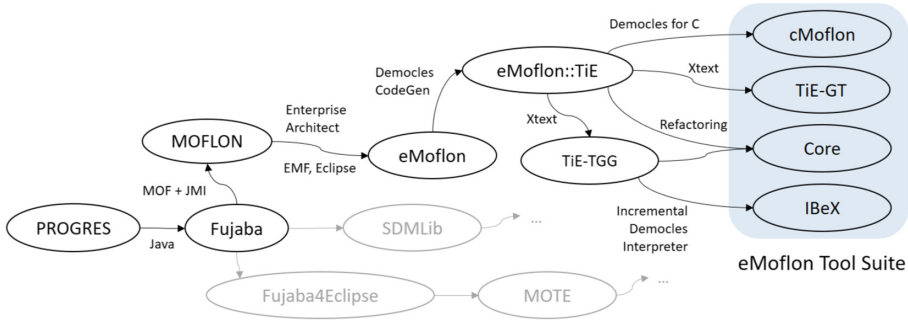 Democles for C
cMoflon
Democles
CodeGen
eMoflon::TiE
Xtext
TiE-GT
Enterprise
Architect
Xtext
Refactoring
MOFLON
eMoflon
TiE-TGG
Core
EMF, Eclipse
MOF + JMI
PROGRES
Java
Fujaba
SDMLib
...
Incremental
Democles
Interpreter
IBeX
eMoflon Tool Suite
Fujaba4Eclipse
MOTE
...